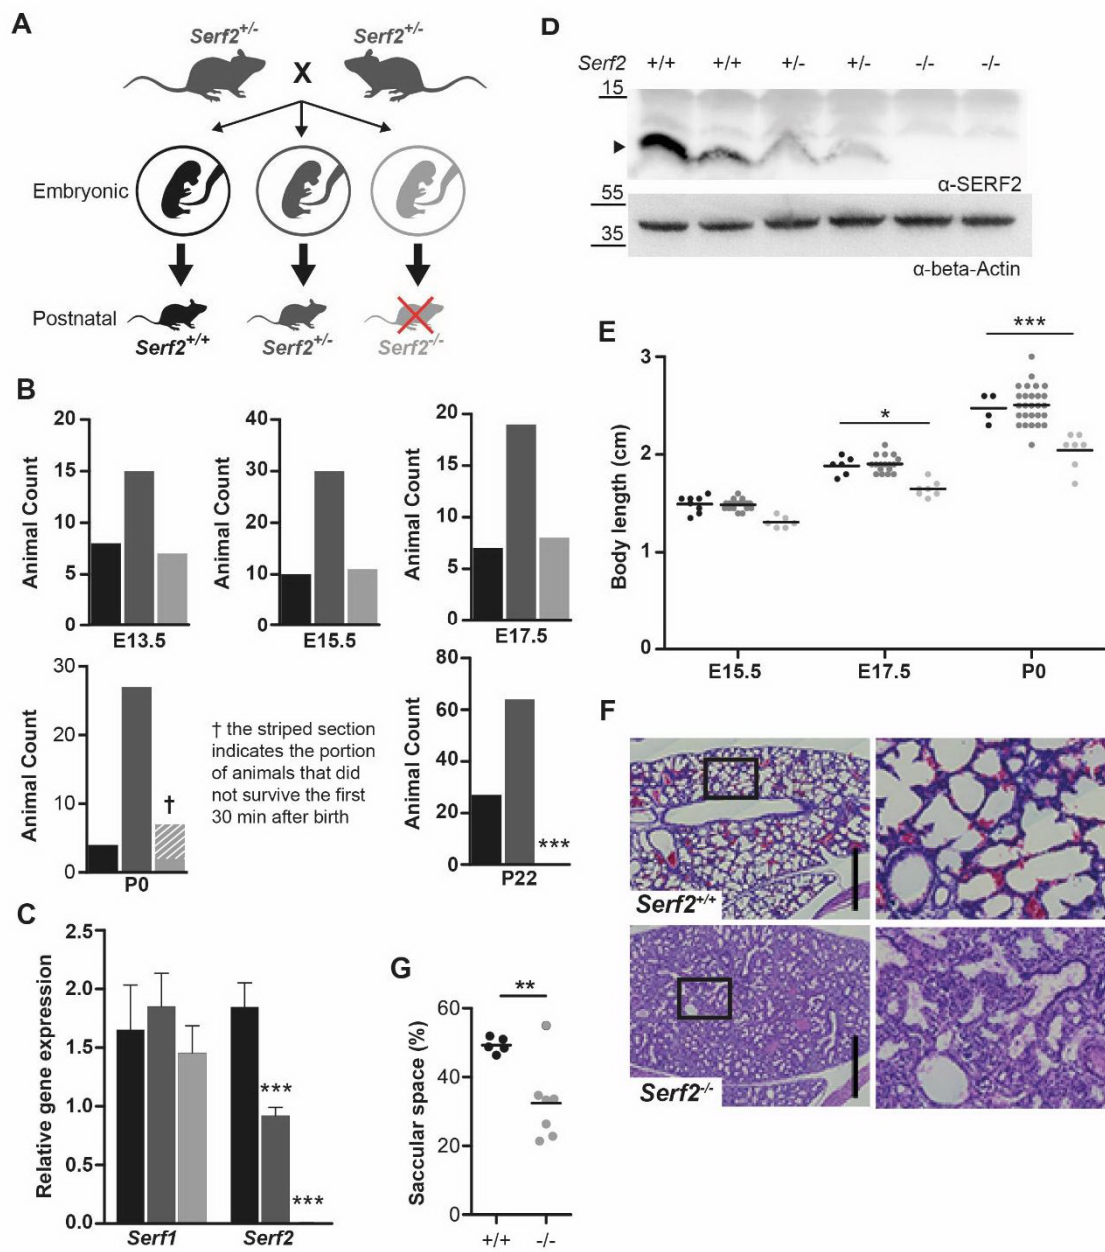 A
Serf2+/-
Serf2+/-
X
Embryonic
Postnatal
Serf2+/+
Serf2+/-
Serf2-/-
B
20
15
10
5
0
Animal Count
E13.5
40
30
20
10
0
Animal Count
E15.5
20
15
10
5
0
Animal Count
E17.5
30
20
10
0
Animal Count
†
P0
† the striped section
indicates the portion
of animals that did
not survive the first
30 min after birth
80
60
40
20
0
Animal Count
***
P22
C
2.5
2.0
1.5
1.0
0.5
0.0
Relative gene expression
***
***
Serf1
Serf2
D
Serf2 +/+ +/+ +/- +/- -/- -/-
15
α-SERF2
55
35
α-beta-Actin
E
3
2
1
0
Body length (cm)
*
***
E15.5
E17.5
P0
F
Serf2+/+
Serf2-/-
G
**
60
40
20
0
Saccular space (%)
+/+
-/-